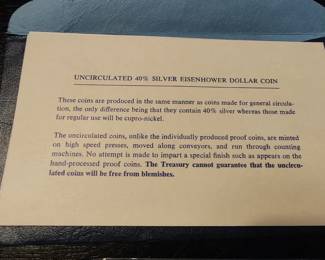 UNCIRCULATED 40% SILVER EISENHOWER DOLLAR COIN
These coins are produced in the same manner as coins made for general circula-
tion, the only difference being that they contain 40% silver whereas those made
for regular use will be cupro-nickel.
The uncirculated coins, unlike the individually produced proof coins, are minted
on high speed presses, moved along conveyors, and run through counting
machines. No attempt is made to impart a special finish such as appears on the
hand-processed proof coins. The Treasury cannot guarantee that the uncircu-
lated coins will be free from blemishes.